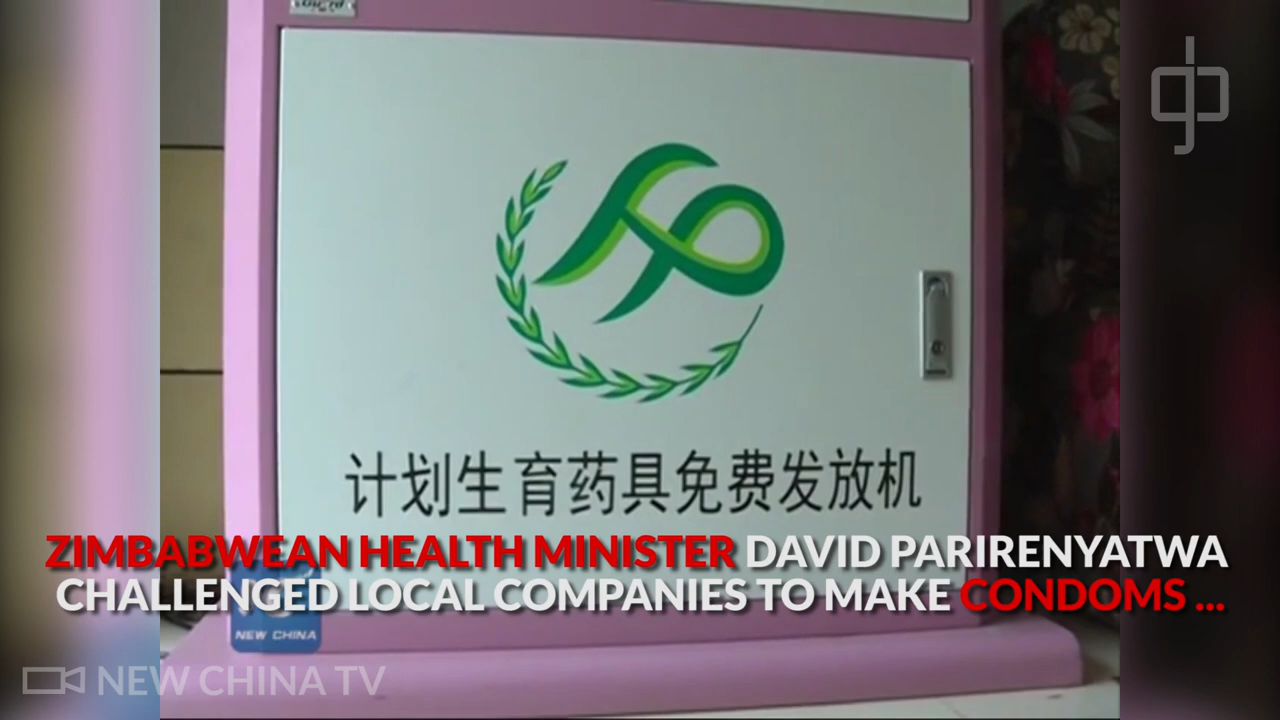 计划生育药具免费发放机
ZIMBABWEAN HEALTH MINISTER DAVID PARIRENYATWA
CHALLENGED LOCAL COMPANIES TO MAKE CONDOMS ...
NEW CHINA
NEW CHINA TV